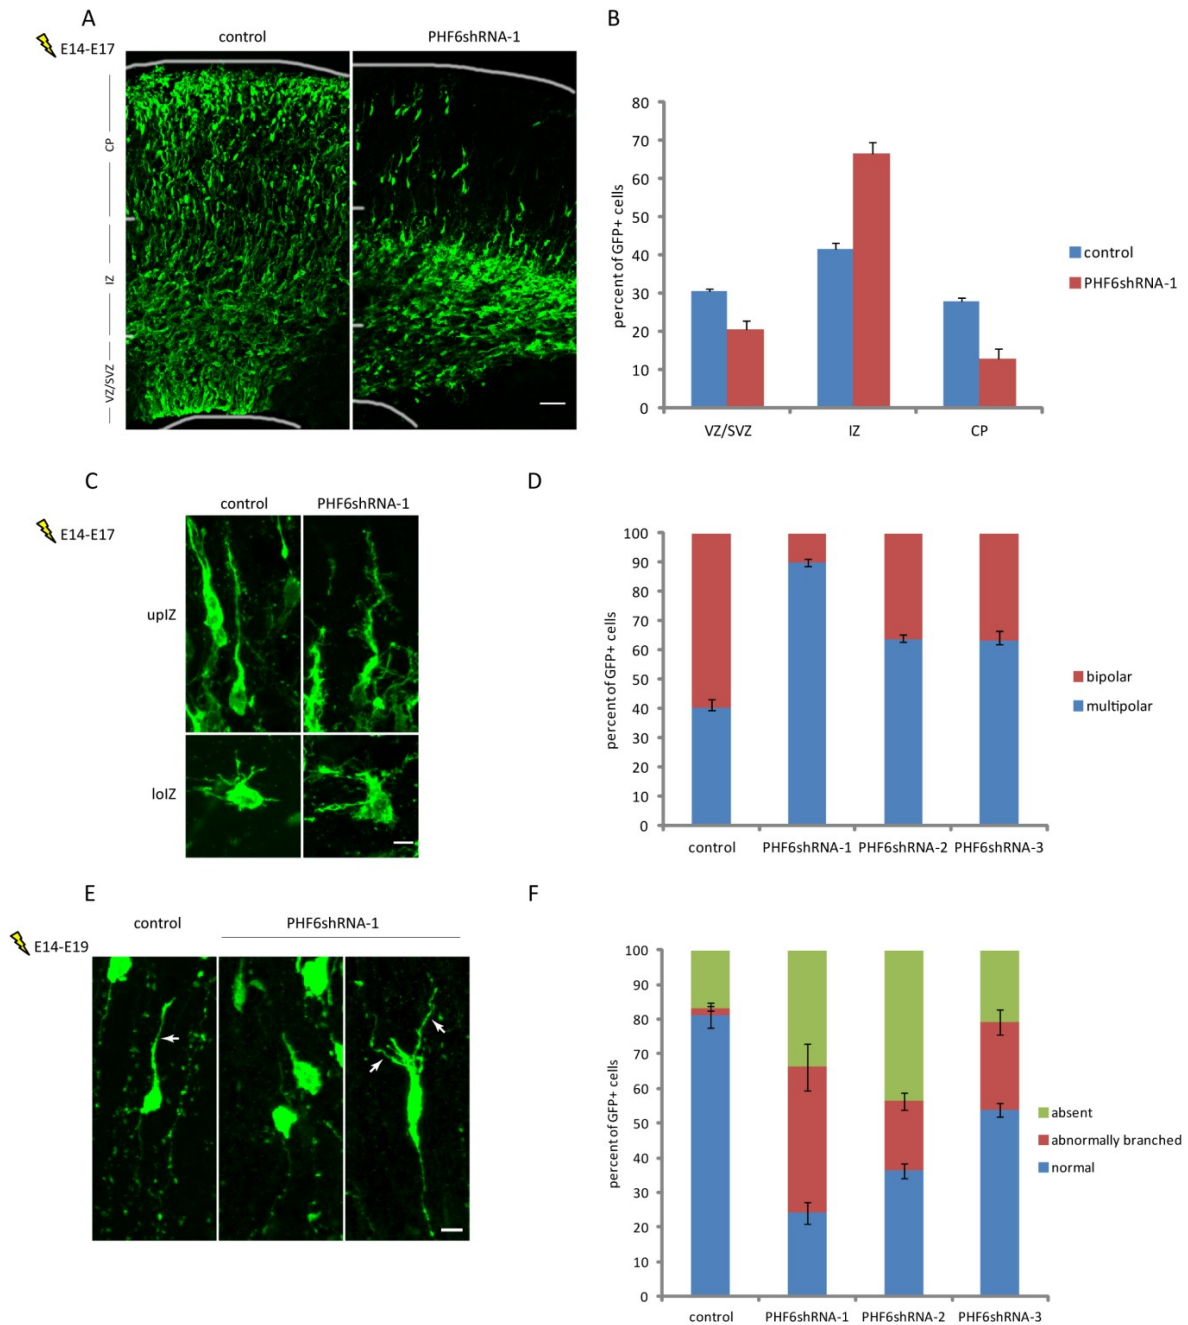 A
E14-E17
control
PHF6shRNA-1
CP
IZ
VZ/SVZ
B
percent of GFP+ cells
80
70
60
50
40
30
20
10
0
VZ/SVZ
IZ
CP
control
PHF6shRNA-1
C
E14-E17
control
PHF6shRNA-1
upIZ
loIZ
D
percent of GFP+ cells
100
90
80
70
60
50
40
30
20
10
0
control
PHF6shRNA-1
PHF6shRNA-2
PHF6shRNA-3
bipolar
multipolar
E
E14-E19
control
PHF6shRNA-1
F
percent of GFP+ cells
100
90
80
70
60
50
40
30
20
10
0
control
PHF6shRNA-1
PHF6shRNA-2
PHF6shRNA-3
absent
abnormally branched
normal